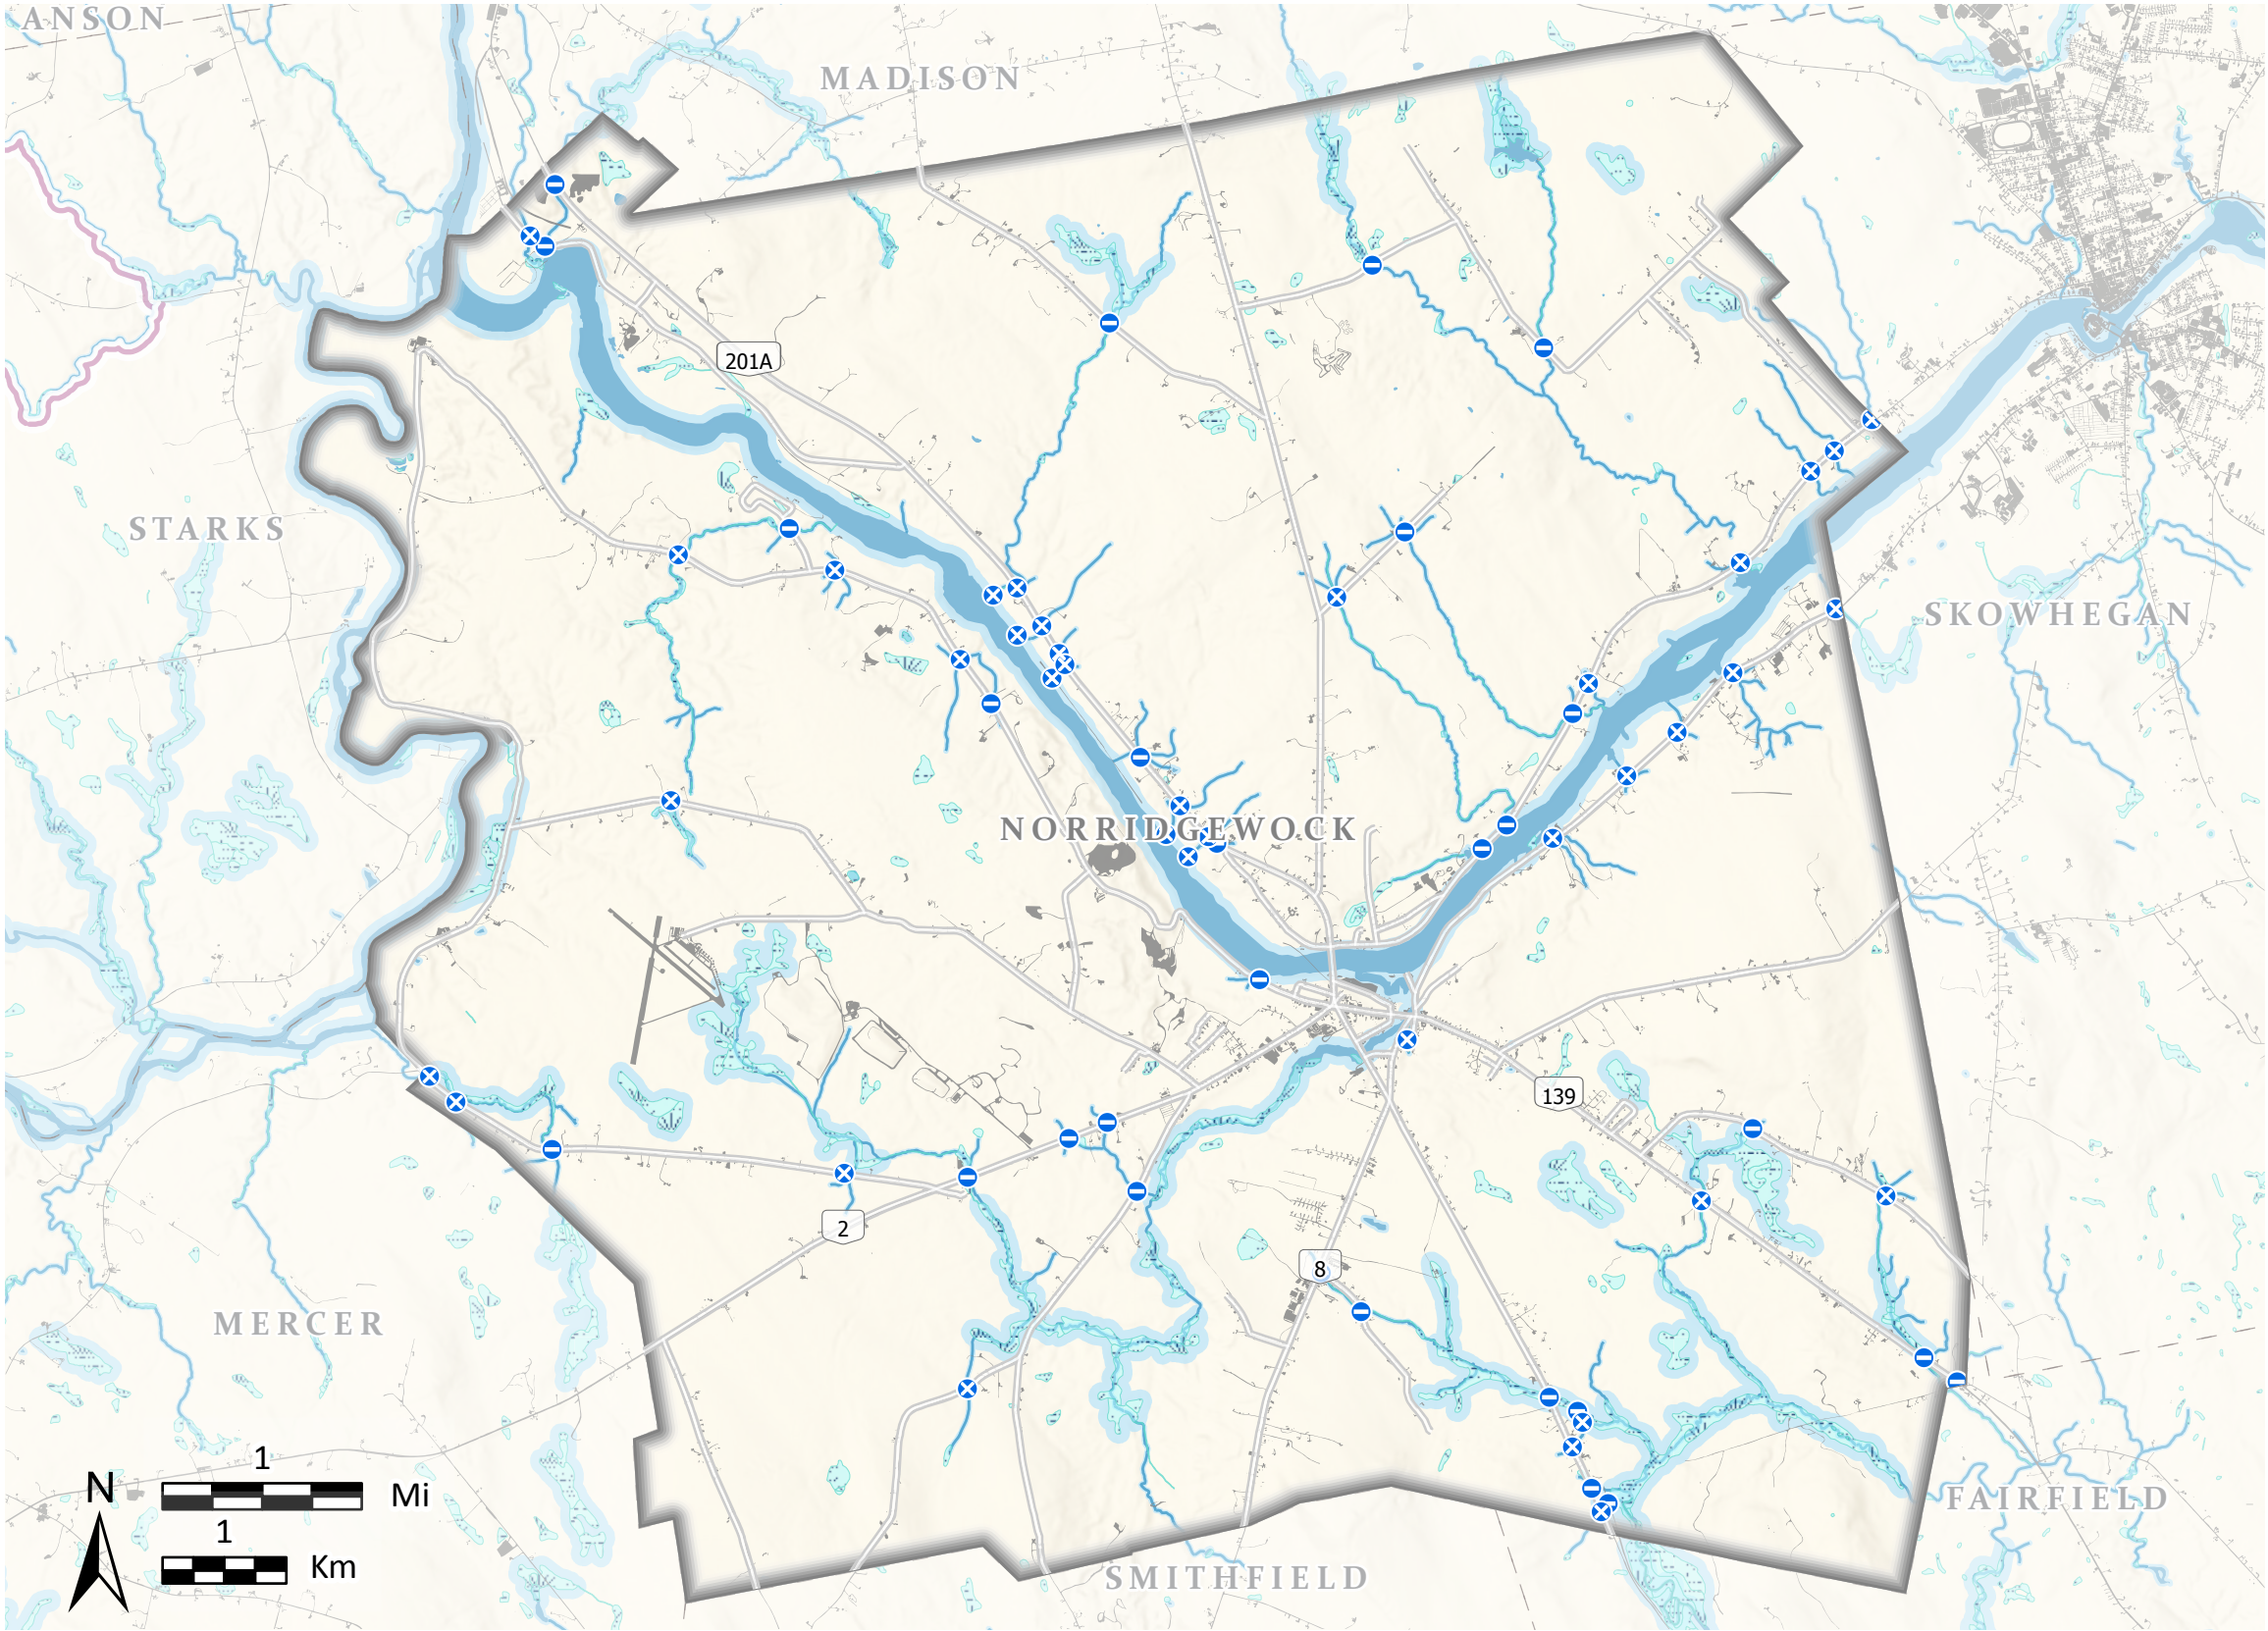 ANSON
MADISON
201A
STARKS
SKOWHEGAN
NORRIDGEWOCK
139
2
8
MERCER
1
Mi
N
1
Km
FAIRFIELD
SMITHFIELD